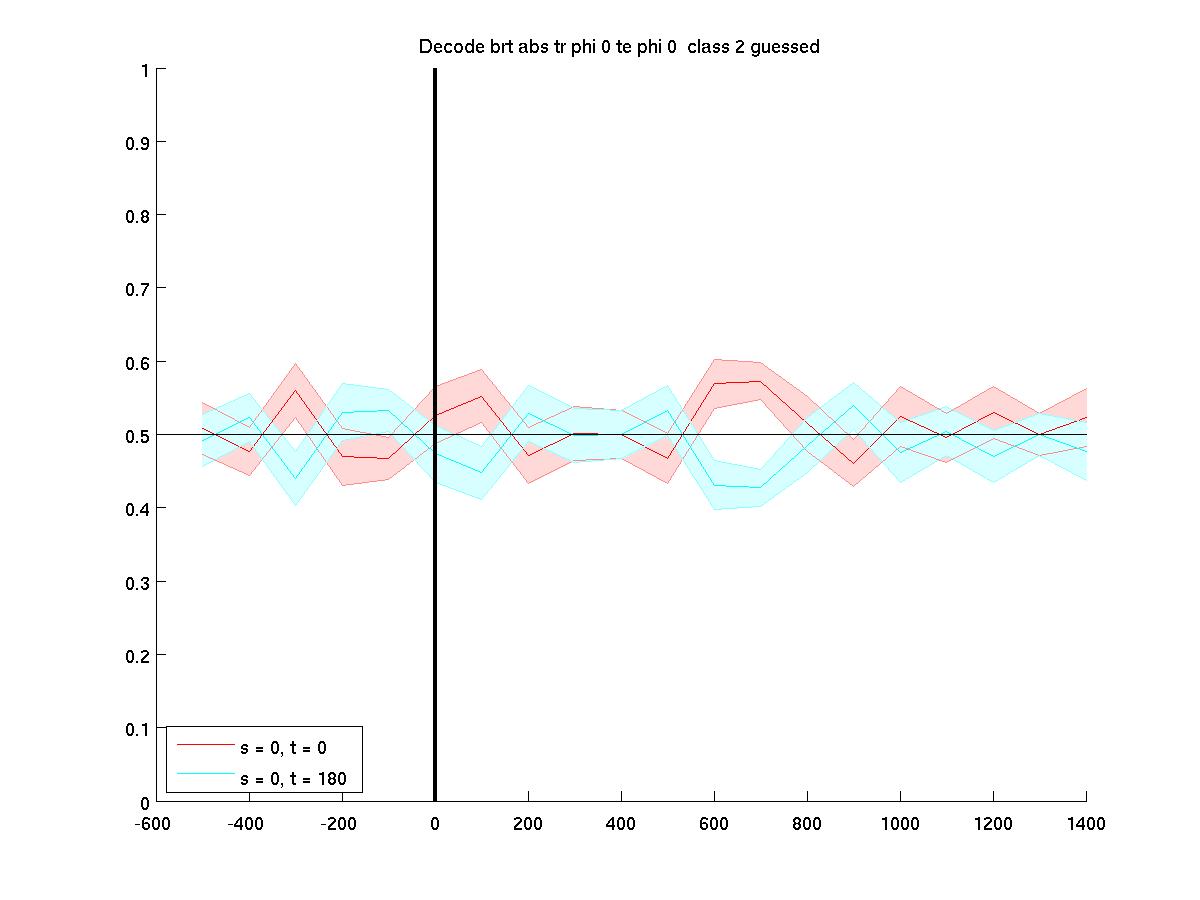 Decode brt abs tr phi 0 te phi 0  class 2 guessed
1
0.9
0.8
0.7
0.6
0.5
0.4
0.3
0.2
0.1
0
s = 0, t = 0
s = 0, t = 180
-600 -400 -200 0 200 400 600 800 1000 1200 1400